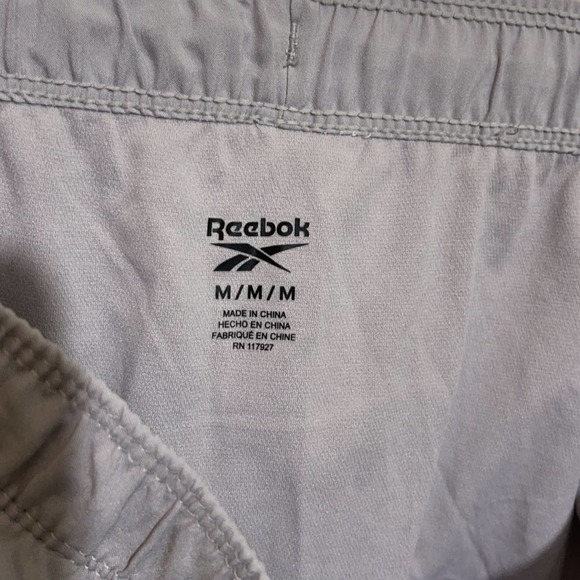 Reebok
M/M/M
MADE IN CHINA
HECHO EN CHINA
FABRIQUÉ EN CHINE
RN 117927